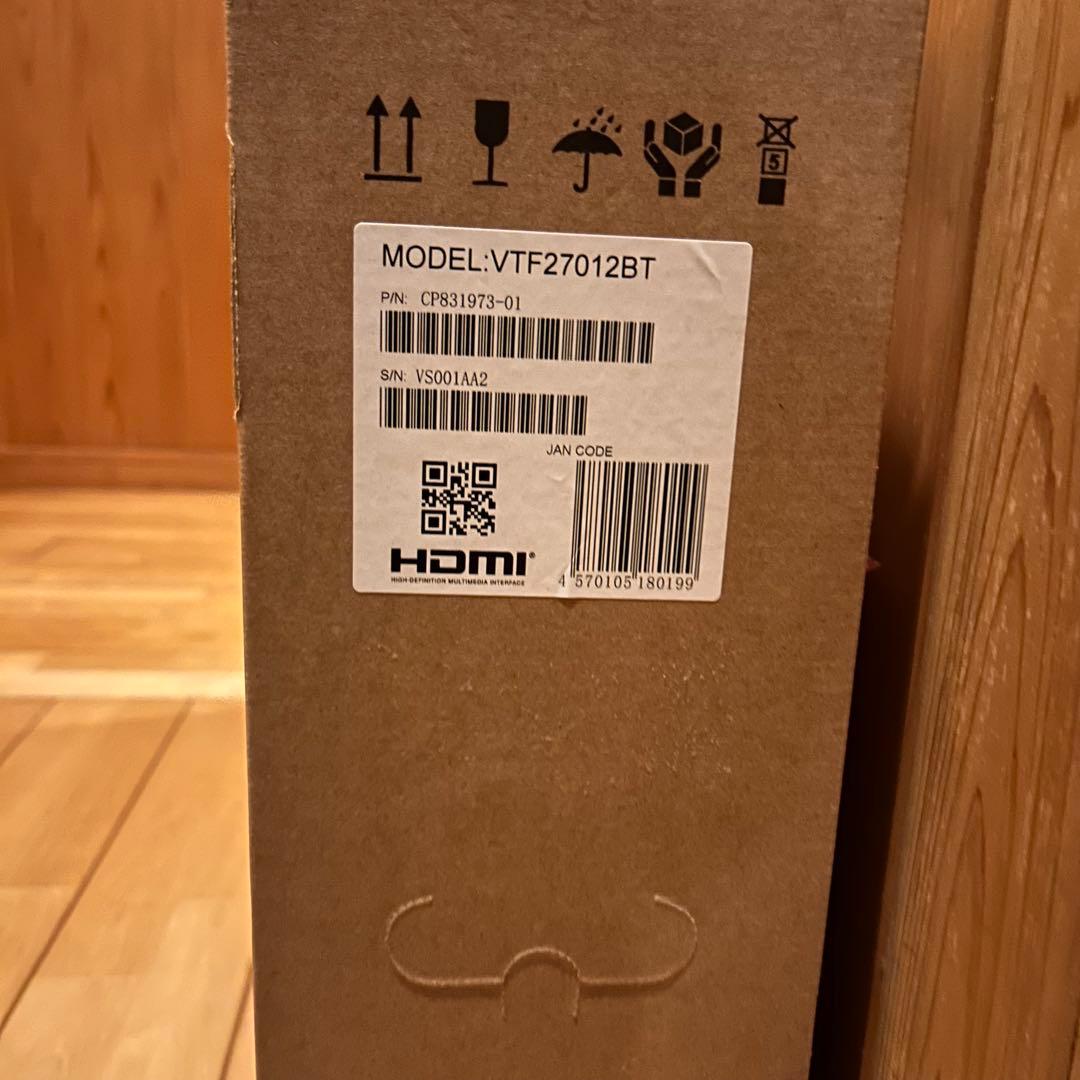 5
MODEL:VTF27012BT
P/N: CP831973-01
S/N: VS001AA2
JAN CODE
HDMI®
HIGH-DEFINITION MULTIMEDIA INTERFACE
4 570105 180199